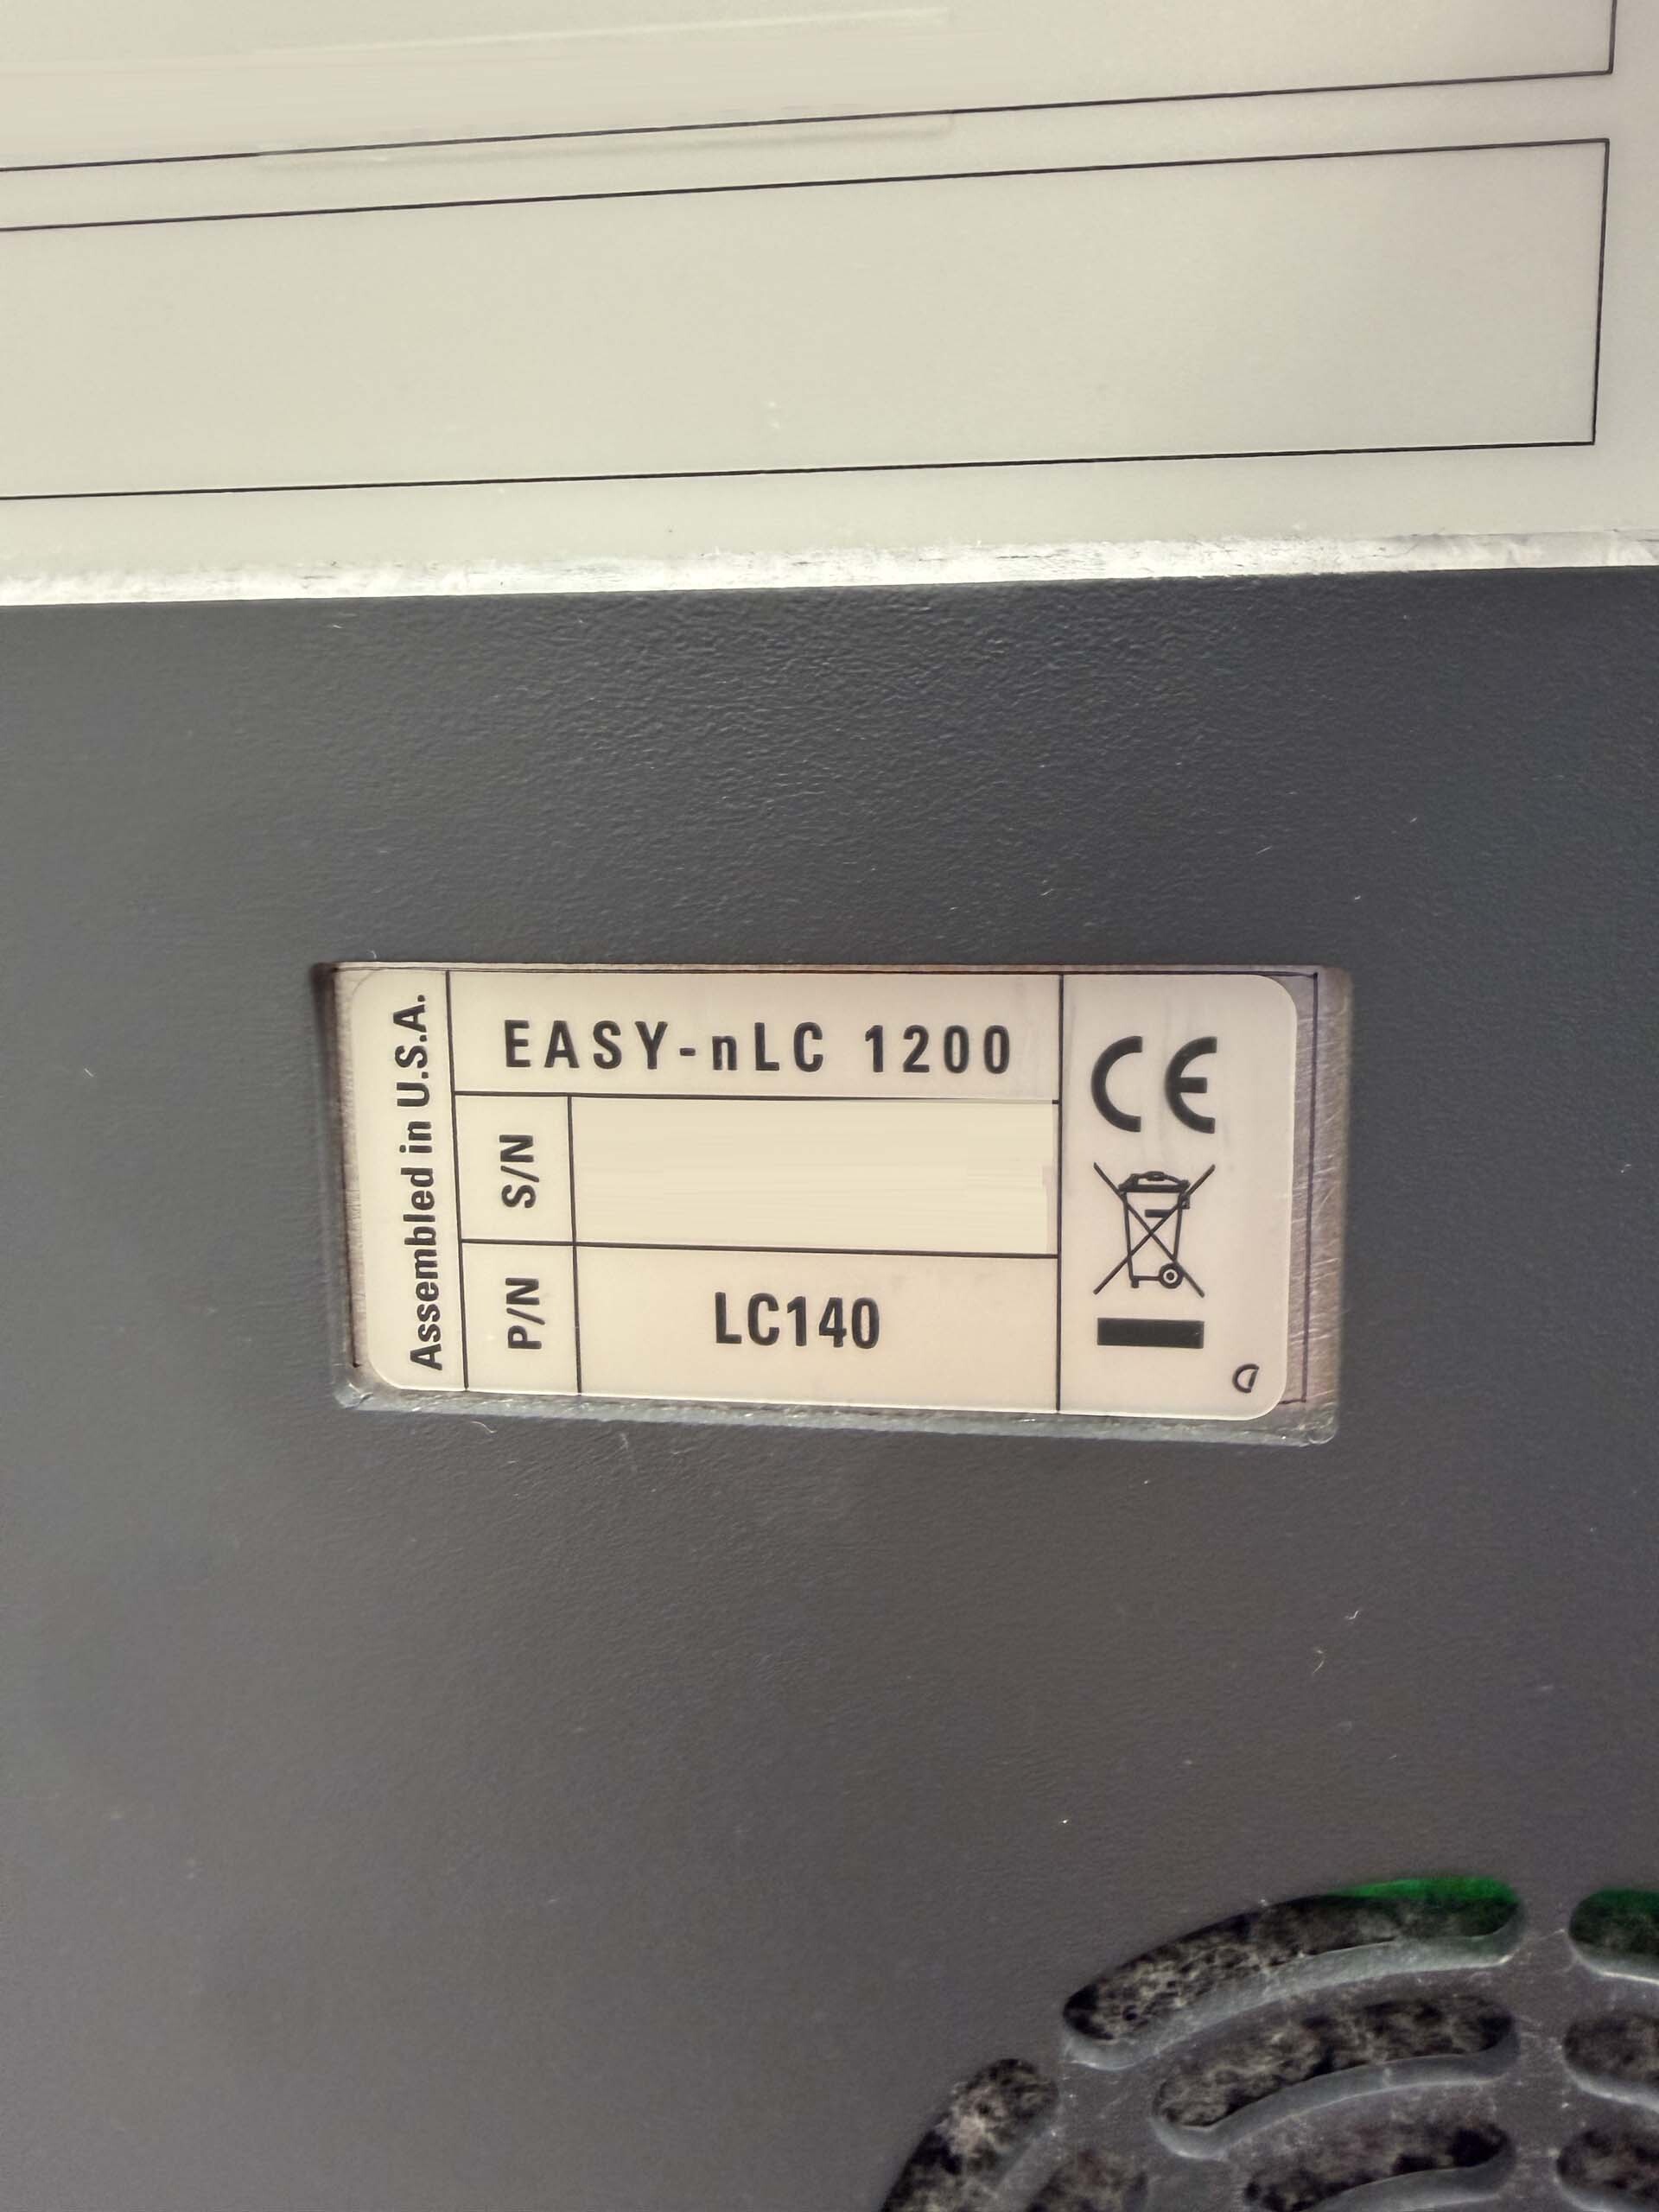 Assembled in U.S.A.
EASY-nLC 1200
S/N
P/N
LC140
CE
D